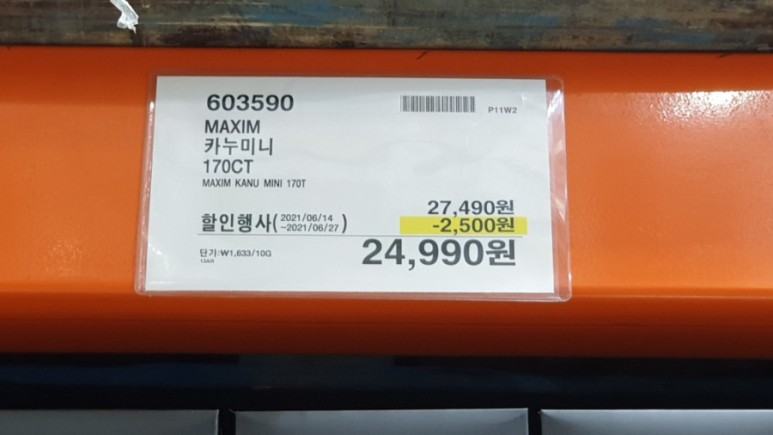 603590
P11W2
MAXIM
카누미니
170CT
MAXIM KANU MINI 170T
27,490원
할인행사( 2021/06/14 ~2021/06/27 )
-2,500원
24,990원
단가:₩1,633/10G